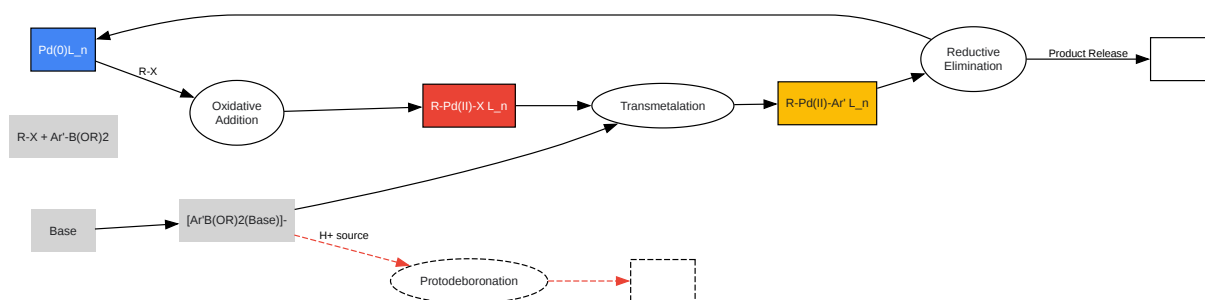 Pd(0)L_n
R-X
Oxidative
Addition
R-Pd(II)-X L_n
Transmetalation
R-Pd(II)-Ar' L_n
Reductive
Elimination
Product Release
R-X + Ar'-B(OR)2
Base
[Ar'B(OR)2(Base)]-
H+ source
Protodeboronation